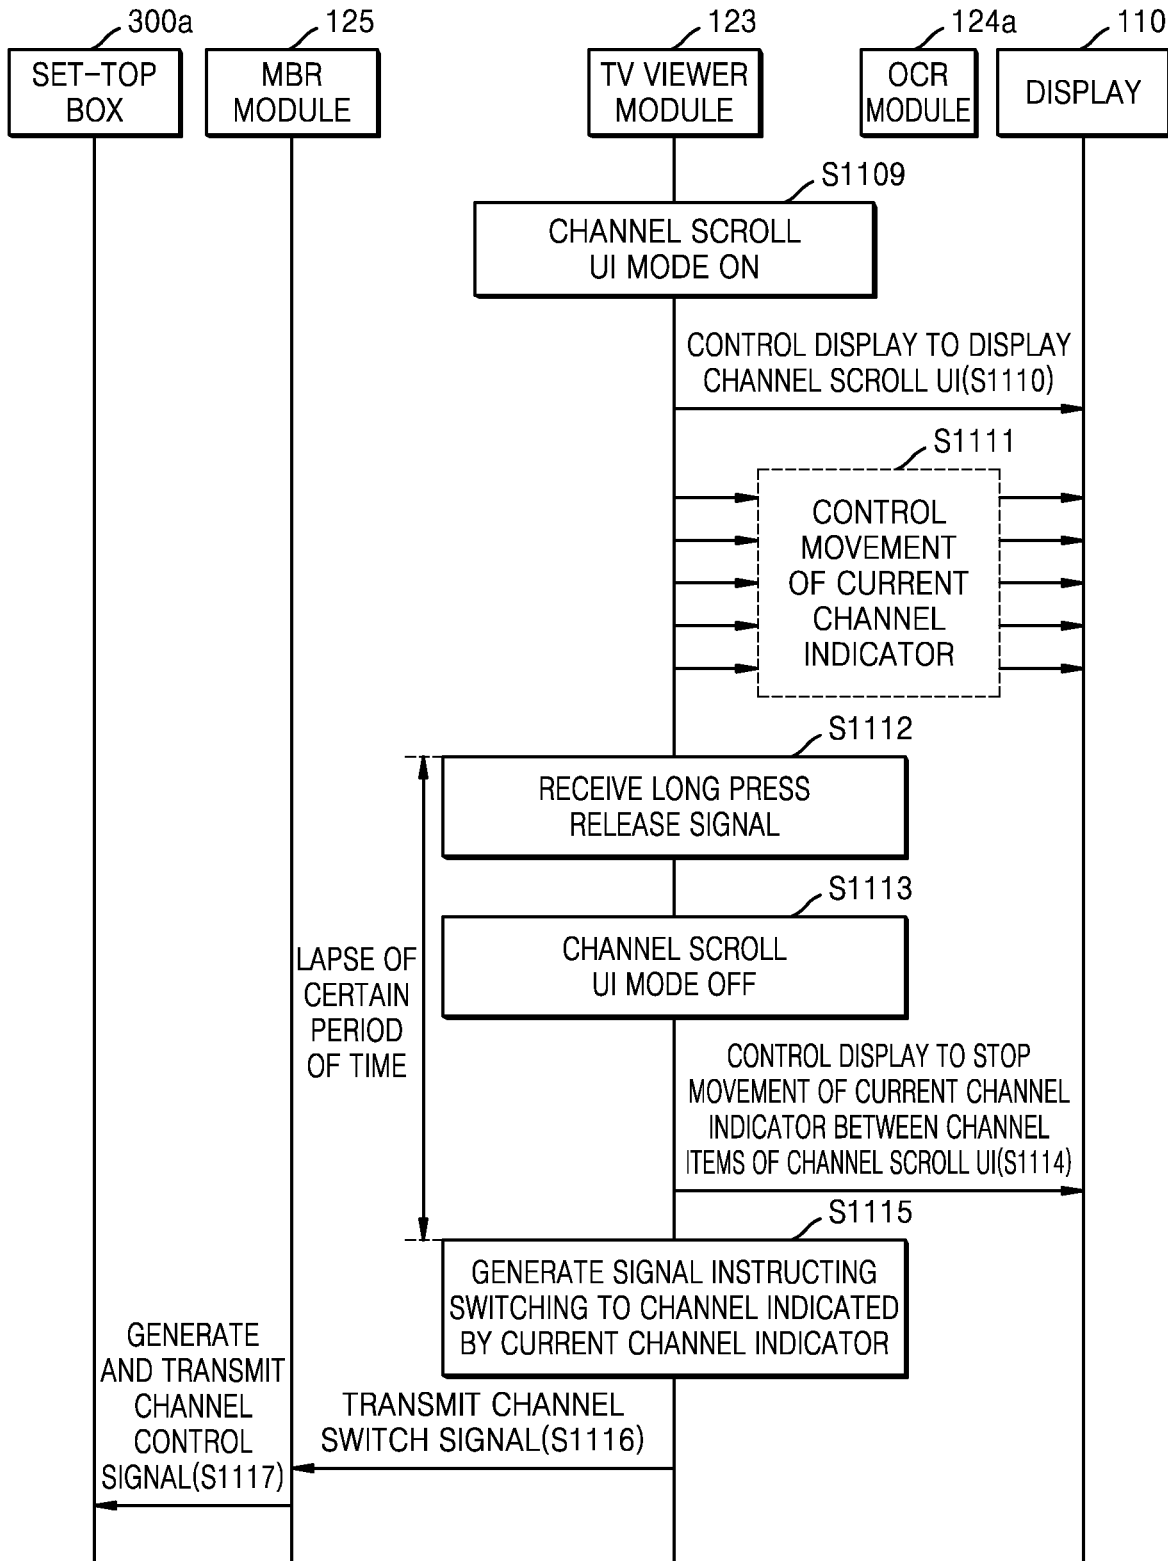 300a
125
123
124a
110
SET-TOP
BOX
MBR
MODULE
TV VIEWER
MODULE
OCR
MODULE
DISPLAY
S1109
CHANNEL SCROLL
UI MODE ON
CONTROL DISPLAY TO DISPLAY
CHANNEL SCROLL UI(S1110)
S1111
CONTROL
MOVEMENT
OF CURRENT
CHANNEL
INDICATOR
S1112
RECEIVE LONG PRESS
RELEASE SIGNAL
S1113
CHANNEL SCROLL
UI MODE OFF
LAPSE OF
CERTAIN
PERIOD
OF TIME
CONTROL DISPLAY TO STOP
MOVEMENT OF CURRENT CHANNEL
INDICATOR BETWEEN CHANNEL
ITEMS OF CHANNEL SCROLL UI(S1114)
S1115
GENERATE SIGNAL INSTRUCTING
SWITCHING TO CHANNEL INDICATED
BY CURRENT CHANNEL INDICATOR
TRANSMIT CHANNEL
SWITCH SIGNAL(S1116)
GENERATE
AND TRANSMIT
CHANNEL
CONTROL
SIGNAL(S1117)